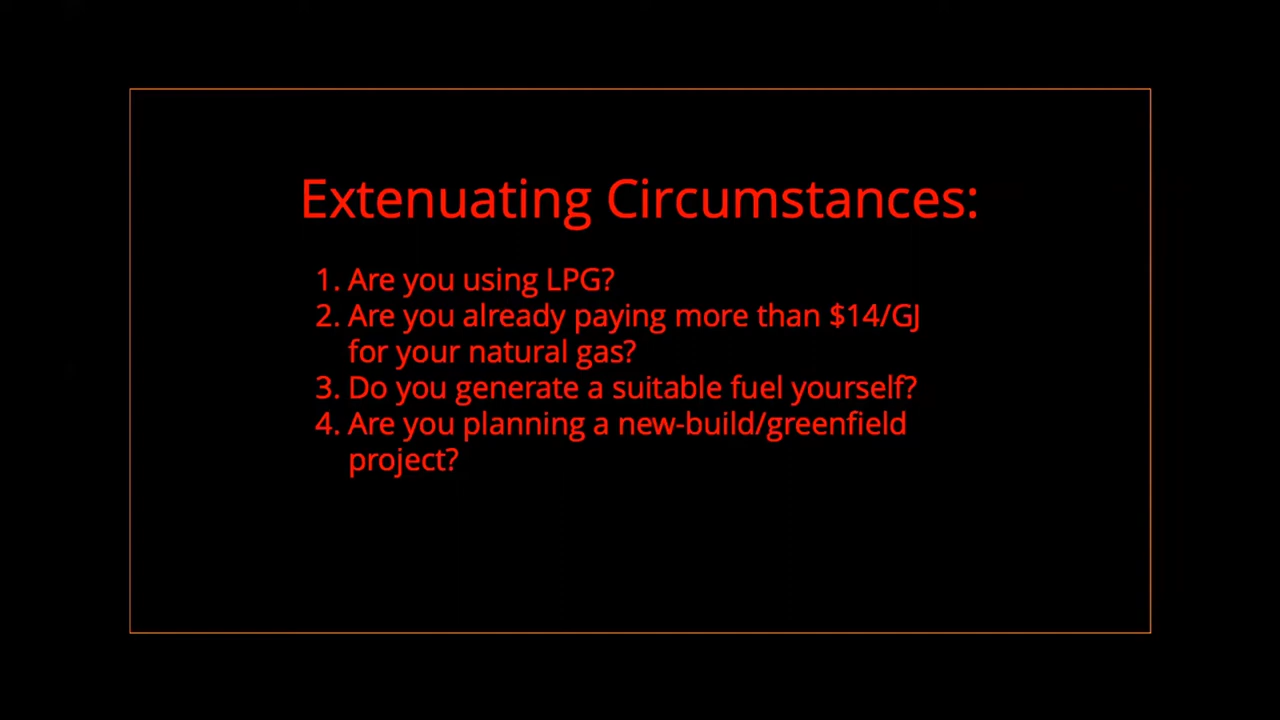 Extenuating Circumstances:
1. Are you using LPG?
2. Are you already paying more than $14/GJ
for your natural gas?
3. Do you generate a suitable fuel yourself?
4. Are you planning a new-build/greenfield
project?